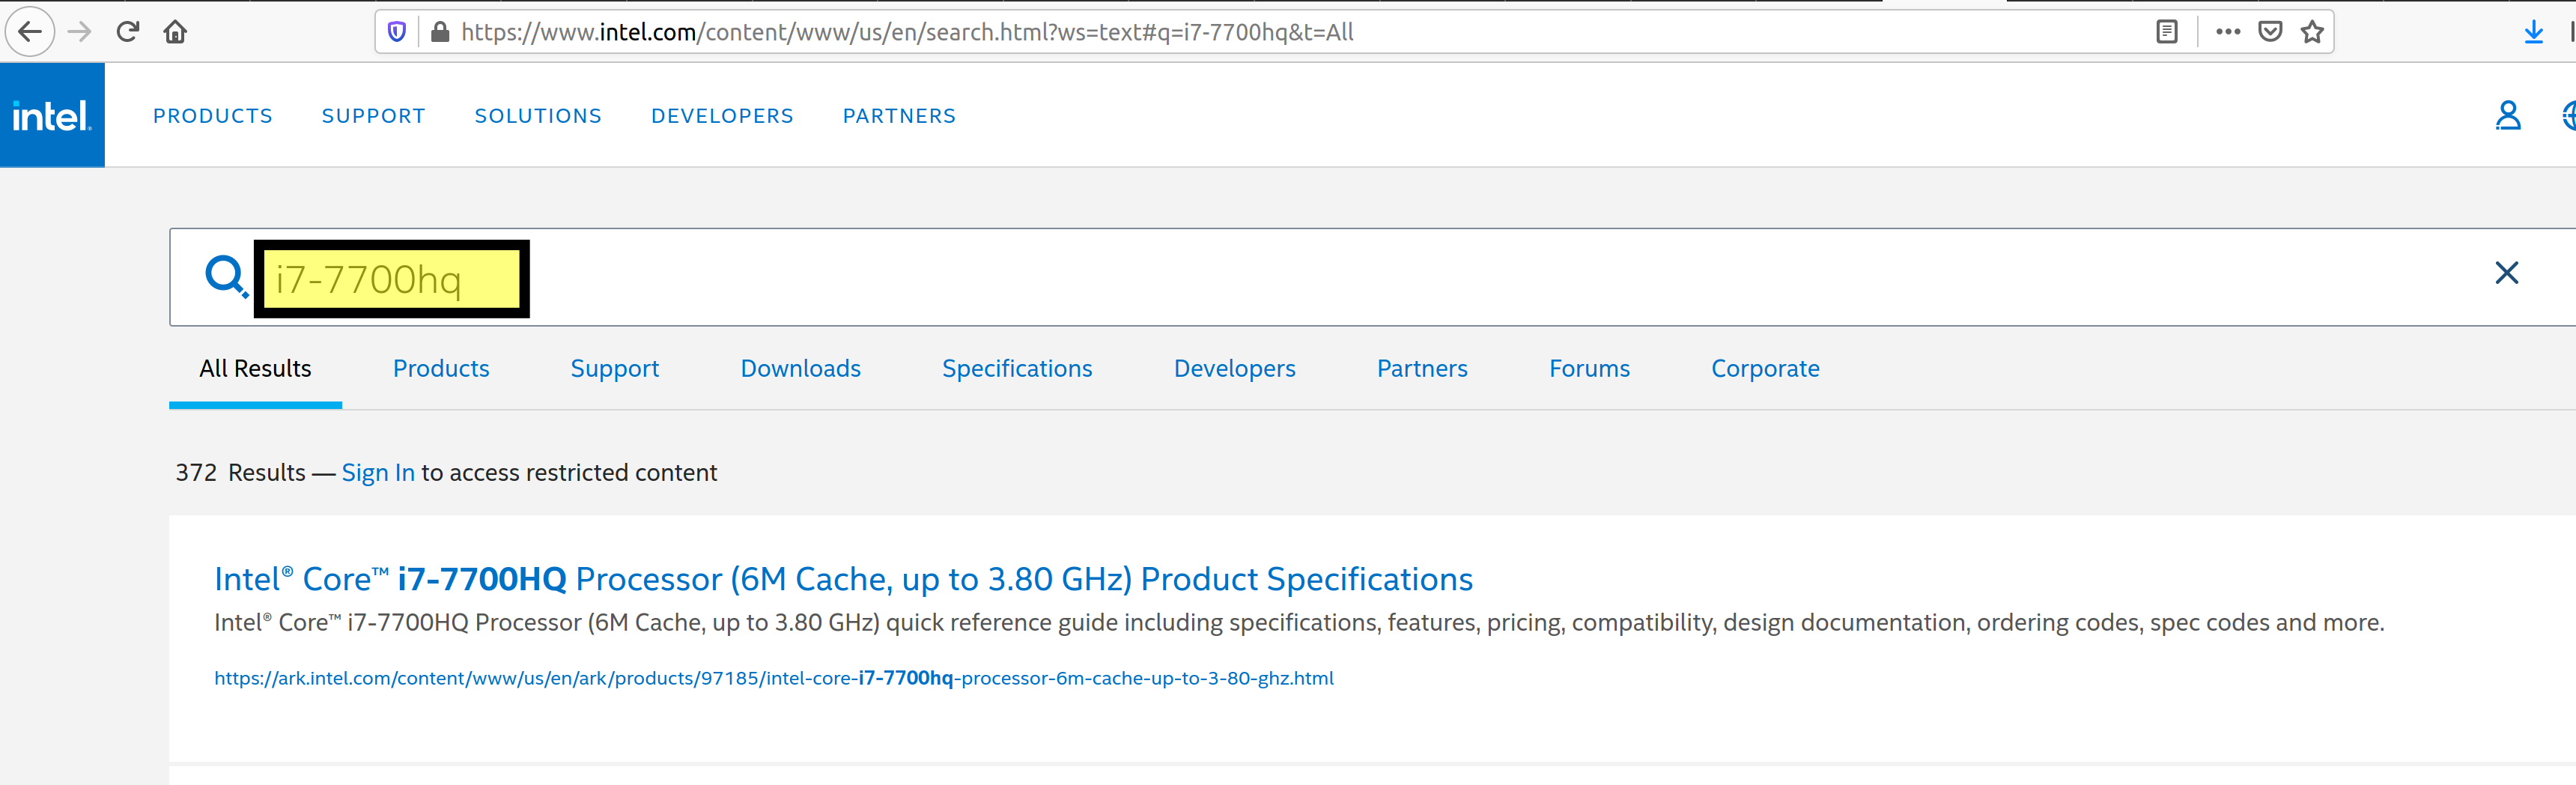 https://www.intel.com/content/www/us/en/search.html?ws=text#q=i7-7700hq&t=All
intel.
PRODUCTS SUPPORT SOLUTIONS DEVELOPERS PARTNERS
i7-7700hq
All Results Products Support Downloads Specifications Developers Partners Forums Corporate
372 Results — Sign In to access restricted content
Intel® Core™ i7-7700HQ Processor (6M Cache, up to 3.80 GHz) Product Specifications
Intel® Core™ i7-7700HQ Processor (6M Cache, up to 3.80 GHz) quick reference guide including specifications, features, pricing, compatibility, design documentation, ordering codes, spec codes and more.
https://ark.intel.com/content/www/us/en/ark/products/97185/intel-core-i7-7700hq-processor-6m-cache-up-to-3-80-ghz.html